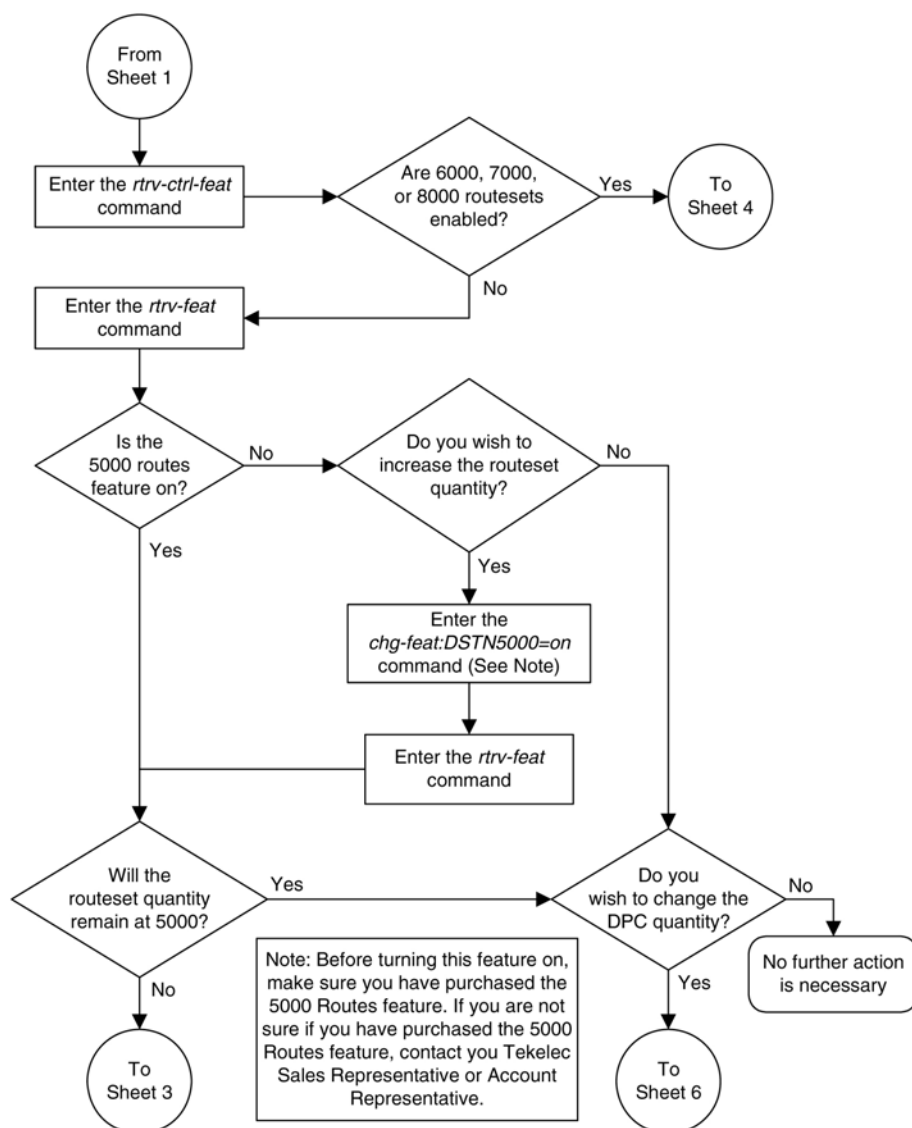 From
Sheet 1
Enter the rtrv-ctrl-feat
command
Are 6000, 7000,
or 8000 routesets
enabled?
Yes
To
Sheet 4
No
Enter the rtrv-feat
command
Is the
5000 routes
feature on?
No
Do you wish to
increase the routeset
quantity?
No
Yes
Yes
Enter the
chg-feat:DSTN5000=on
command (See Note)
Enter the rtrv-feat
command
Will the
routeset quantity
remain at 5000?
Yes
Do you
wish to change the
DPC quantity?
No
No further action
is necessary
No
To
Sheet 3
Note: Before turning this feature on,
make sure you have purchased the
5000 Routes feature. If you are not
sure if you have purchased the 5000
Routes feature, contact you Tekelec
Sales Representative or Account
Representative.
Yes
To
Sheet 6